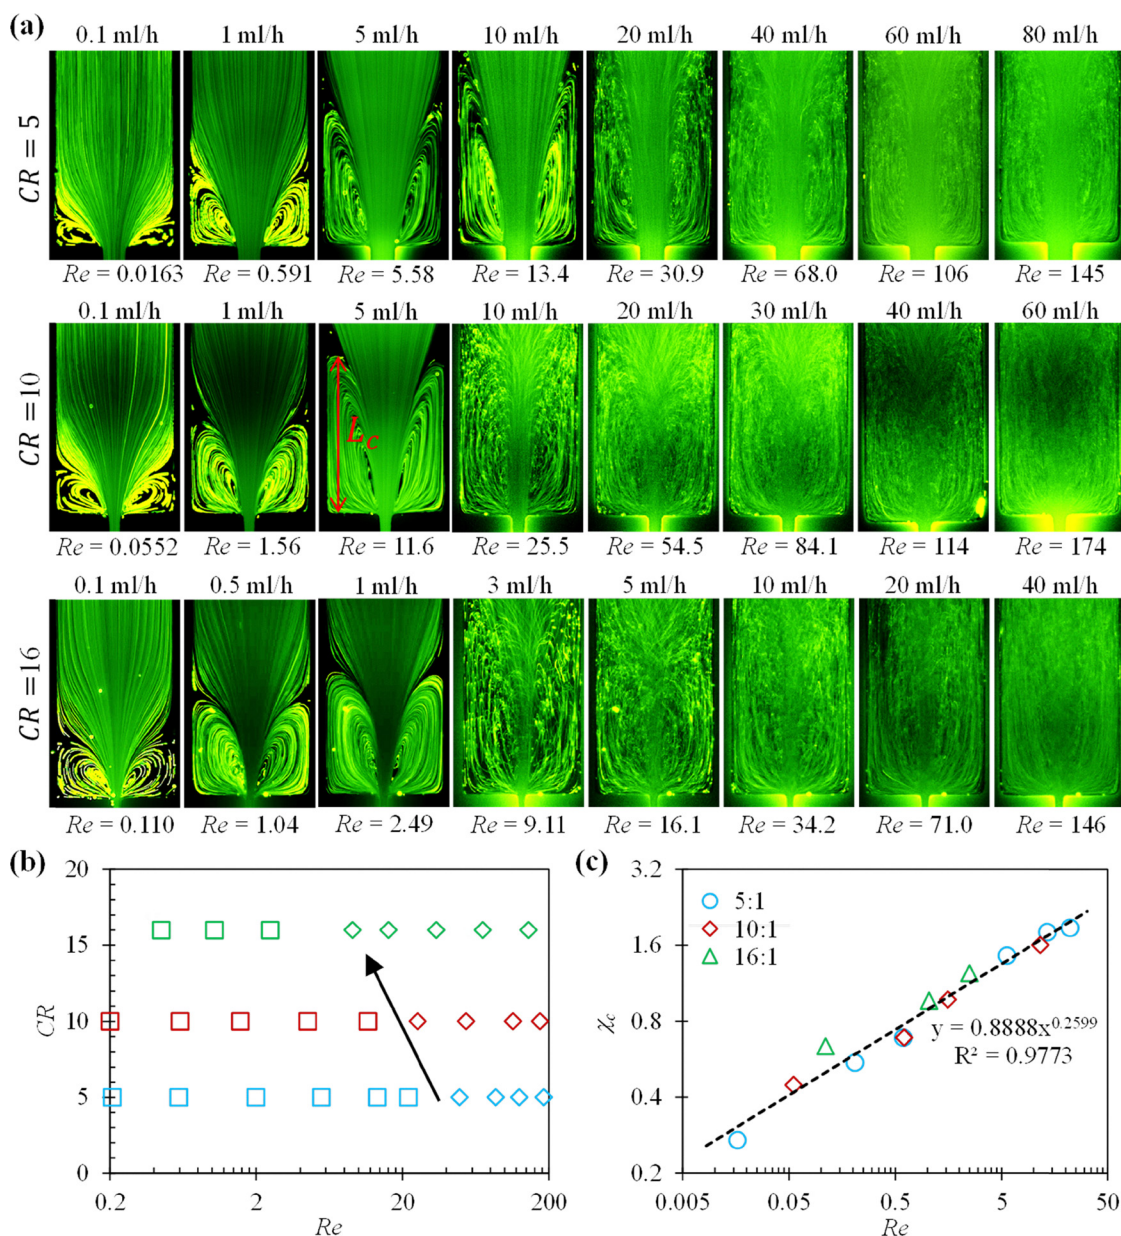 (a)
0.1 ml/h 1 ml/h 5 ml/h 10 ml/h 20 ml/h 40 ml/h 60 ml/h 80 ml/h
CR = 5
Re = 0.0163 Re = 0.591 Re = 5.58 Re = 13.4 Re = 30.9 Re = 68.0 Re = 106 Re = 145
0.1 ml/h 1 ml/h 5 ml/h 10 ml/h 20 ml/h 30 ml/h 40 ml/h 60 ml/h
CR = 10
L_C
Re = 0.0552 Re = 1.56 Re = 11.6 Re = 25.5 Re = 54.5 Re = 84.1 Re = 114 Re = 174
0.1 ml/h 0.5 ml/h 1 ml/h 3 ml/h 5 ml/h 10 ml/h 20 ml/h 40 ml/h
CR = 16
Re = 0.110 Re = 1.04 Re = 2.49 Re = 9.11 Re = 16.1 Re = 34.2 Re = 71.0 Re = 146
(b)
20
15
10
5
0
CR
0.2 2 20 200
Re
(c)
3.2
1.6
0.8
0.4
0.2
χc
5:1
10:1
16:1
y = 0.8888x^0.2599
R² = 0.9773
0.005 0.05 0.5 5 50
Re